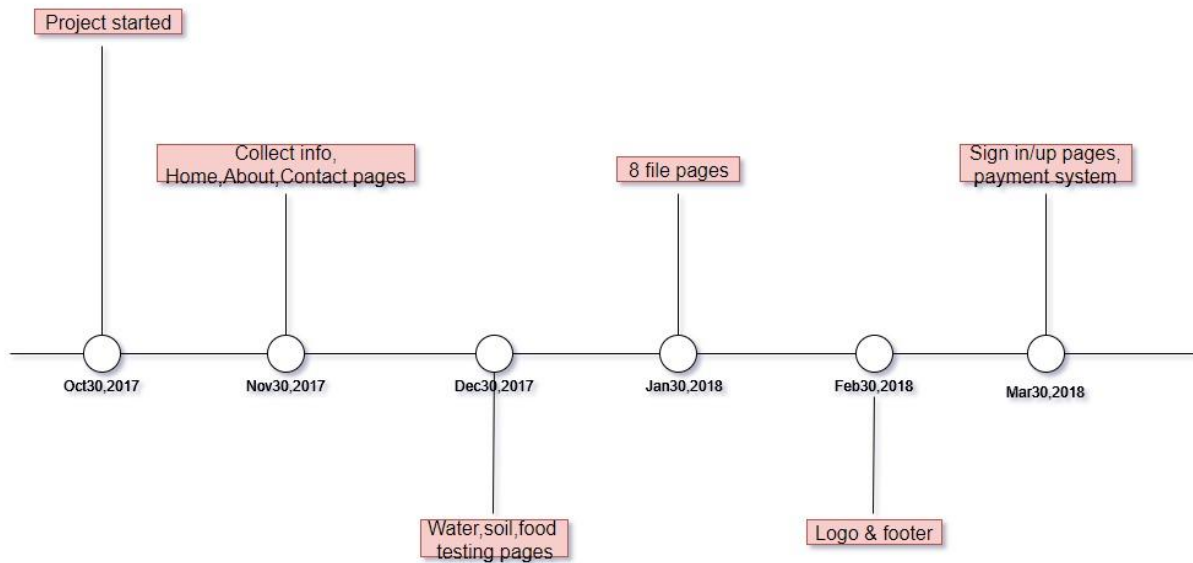 Project started
Collect info,
Home,About,Contact pages
8 file pages
Sign in/up pages,
payment system
Oct30,2017
Nov30,2017
Dec30,2017
Jan30,2018
Feb30,2018
Mar30,2018
Water,soil,food
testing pages
Logo & footer